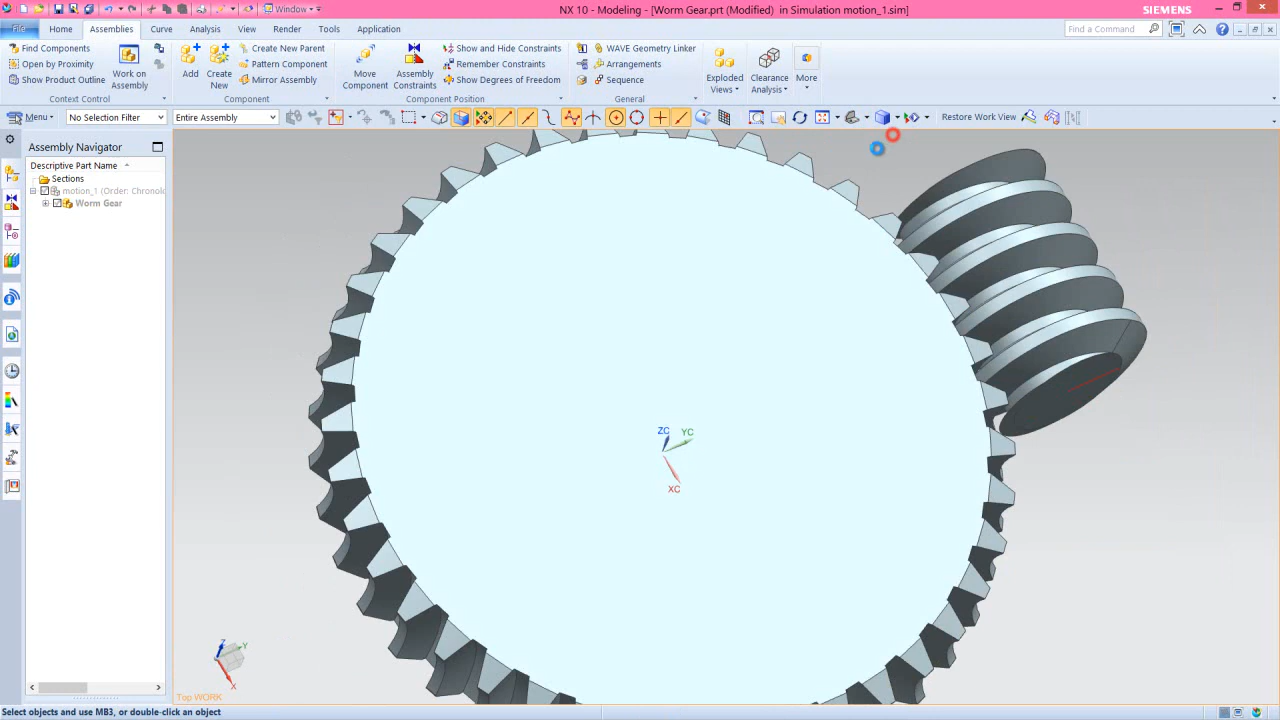 Window
NX 10 - Modeling - [Worm Gear.prt (Modified) in Simulation motion_1.sim]
SIEMENS
File Home Assemblies Curve Analysis View Render Tools Application
Find a Command
Find Components
Open by Proximity
Show Product Outline
Work on Assembly
Context Control
Add
Create New
Create New Parent
Pattern Component
Mirror Assembly
Component
Move Component
Assembly Constraints
Show and Hide Constraints
Remember Constraints
Show Degrees of Freedom
Component Position
WAVE Geometry Linker
Arrangements
Sequence
General
Exploded Views
Clearance Analysis
More
Menu
No Selection Filter
Entire Assembly
Restore Work View
Assembly Navigator
Descriptive Part Name
Sections
motion_1 (Order: Chronolo
Worm Gear
ZC
YC
XC
Z
Y
X
Top WORK
Select objects and use MB3, or double-click an object